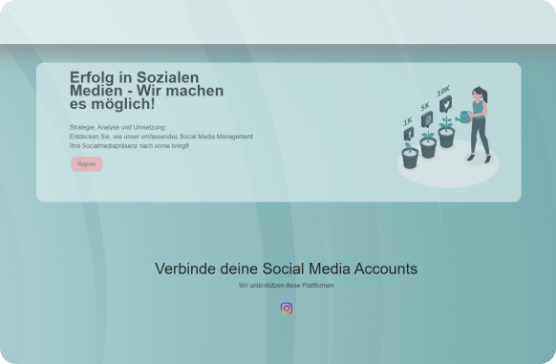 Erfolg in Sozialen
Medien - Wir machen
es möglich!
Strategie, Analyse und Umsetzung
Entdecken Sie, wie unser umfassendes Social Media Management
Ihre Socialmediapräsenz nach vorne bringt!
Register
1K
5K
10K
Verbinde deine Social Media Accounts
Wir unterstützen diese Plattformen